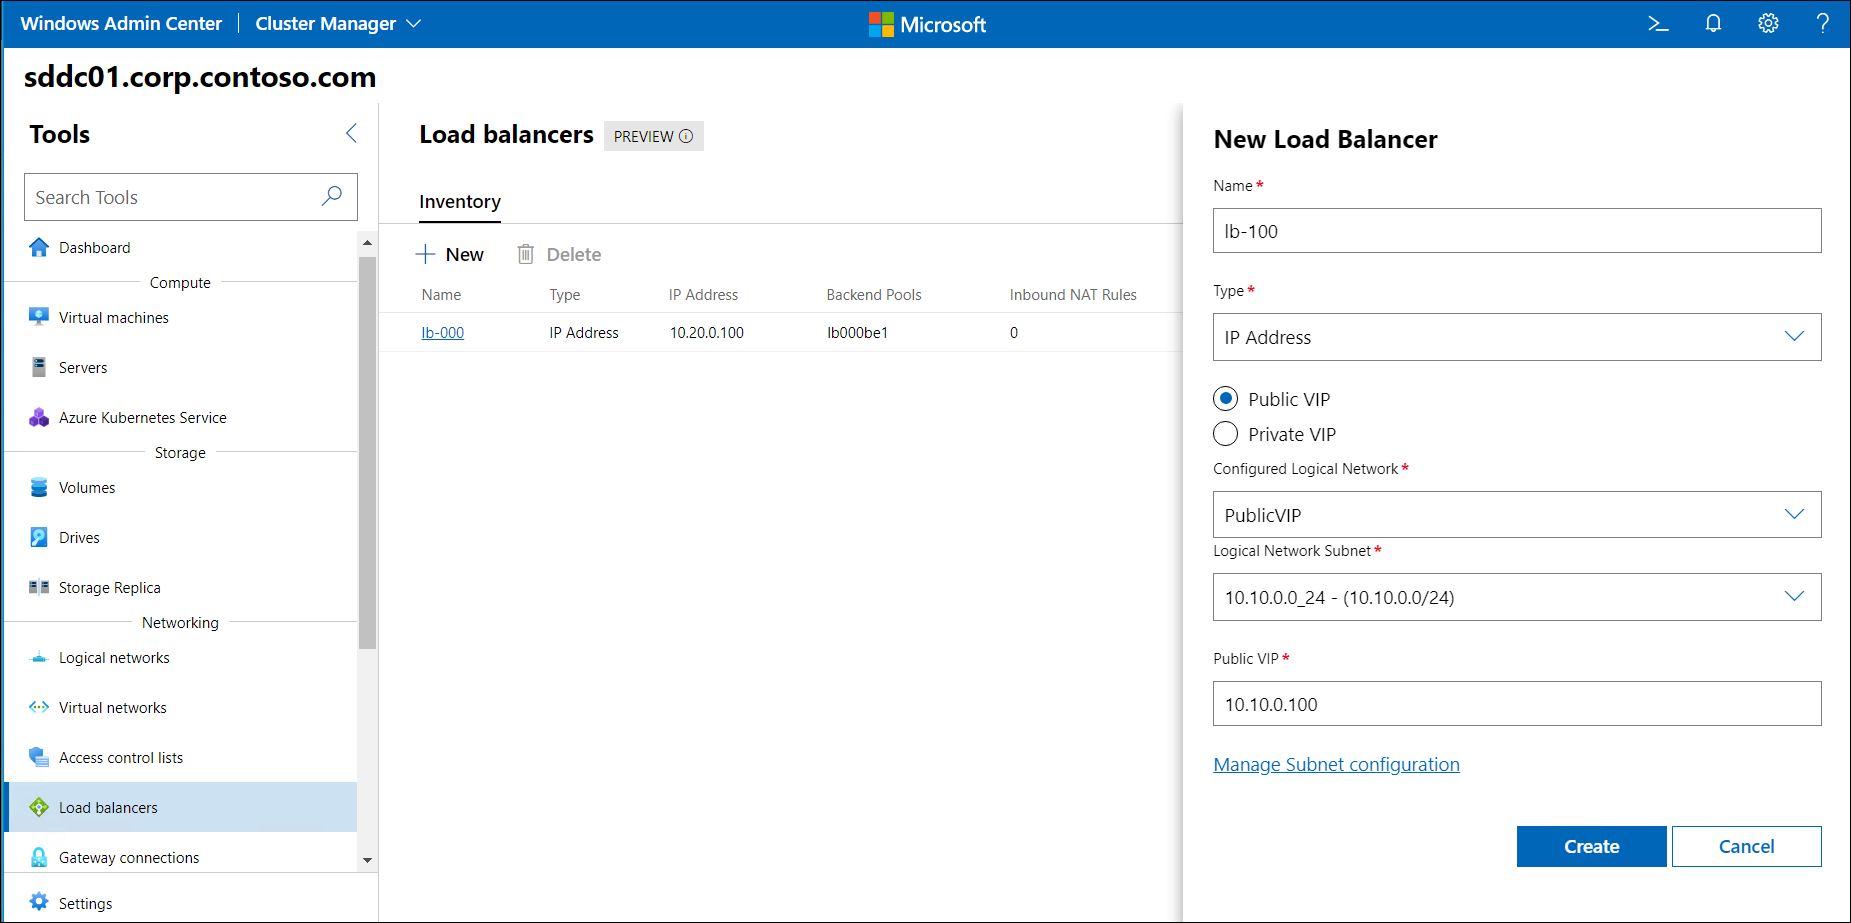 Windows Admin Center | Cluster Manager
Microsoft
sddc01.corp.contoso.com
Tools
Search Tools
Dashboard
Compute
Virtual machines
Servers
Azure Kubernetes Service
Storage
Volumes
Drives
Storage Replica
Networking
Logical networks
Virtual networks
Access control lists
Load balancers
Gateway connections
Settings
Load balancers PREVIEW
Inventory
New Delete
Name Type IP Address Backend Pools Inbound NAT Rules
lb-000 IP Address 10.20.0.100 lb000be1 0
New Load Balancer
Name *
lb-100
Type *
IP Address
Public VIP
Private VIP
Configured Logical Network *
PublicVIP
Logical Network Subnet *
10.10.0.0_24 - (10.10.0.0/24)
Public VIP *
10.10.0.100
Manage Subnet configuration
Create Cancel